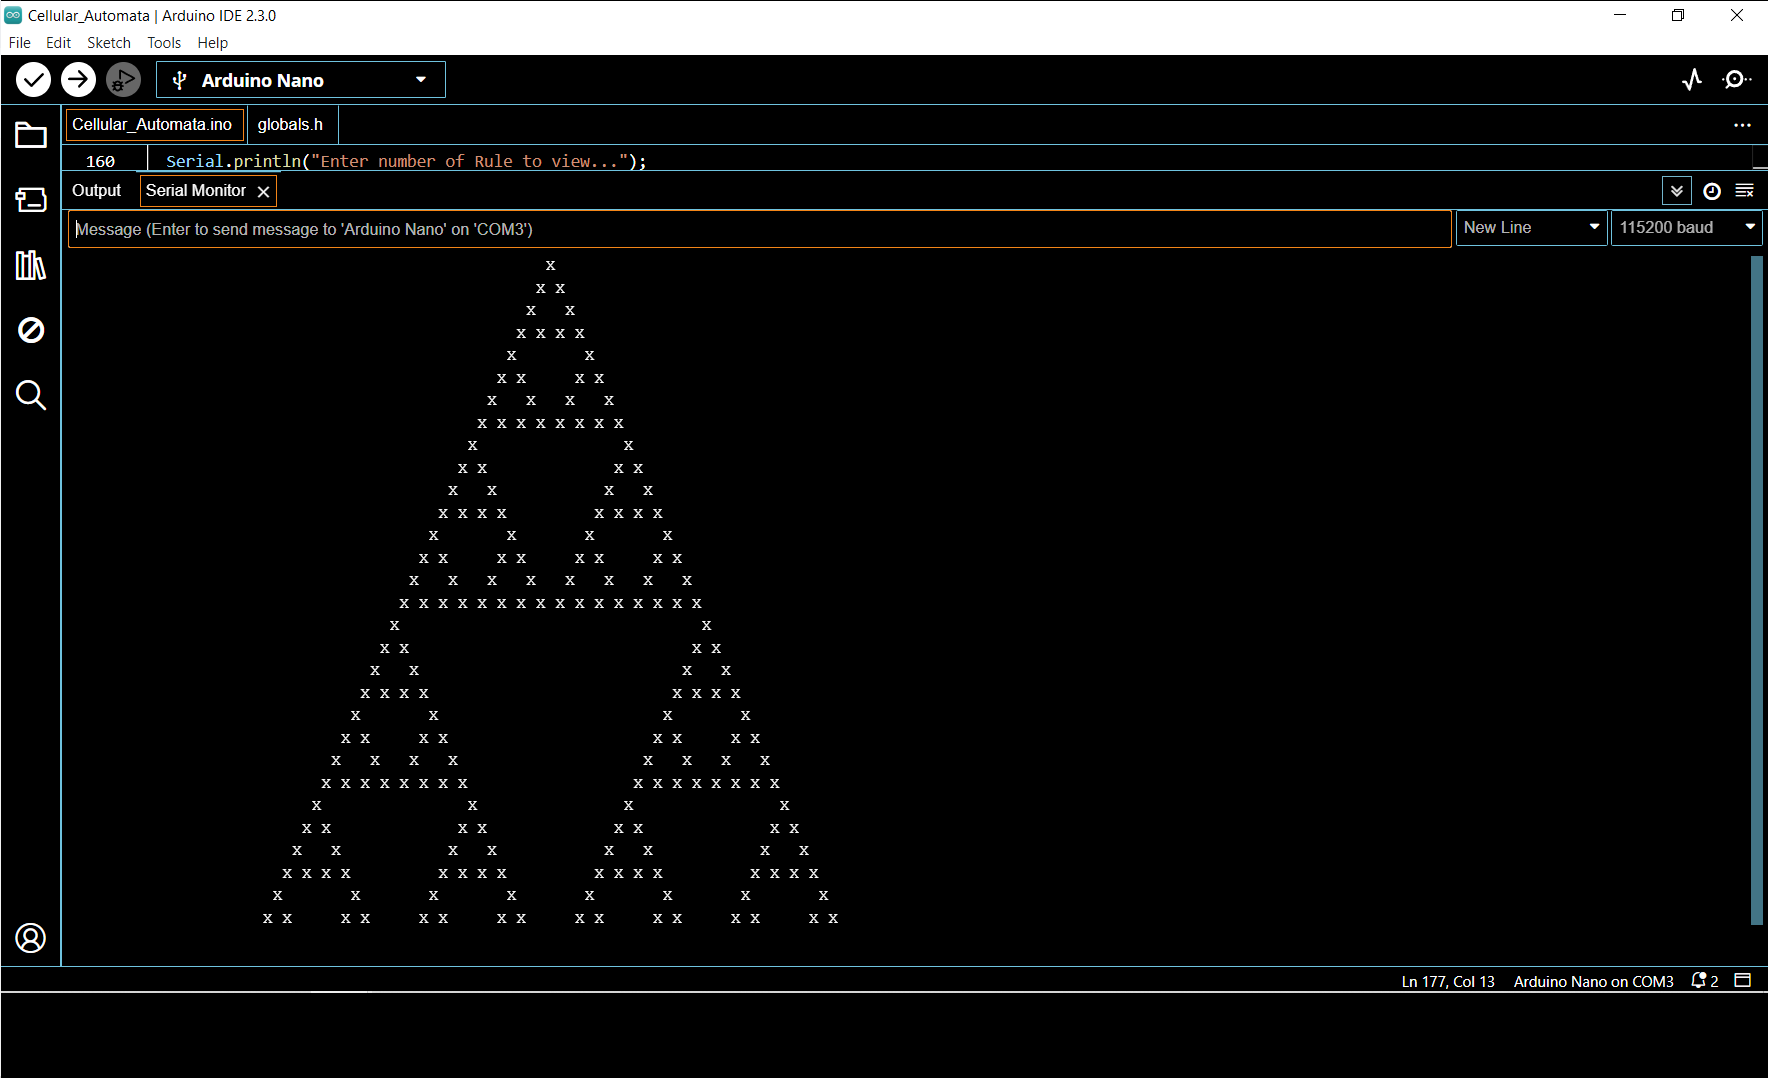 Cellular_Automata | Arduino IDE 2.3.0
File Edit Sketch Tools Help
Arduino Nano
Cellular_Automata.ino globals.h
160 Serial.println("Enter number of Rule to view...");
Output Serial Monitor
Message (Enter to send message to 'Arduino Nano' on 'COM3') New Line 115200 baud
                             x
                            x x
                           x   x
                          x x x x
                         x       x
                        x x     x x
                       x   x   x   x
                      x x x x x x x x
                     x               x
                    x x             x x
                   x   x           x   x
                  x x x x         x x x x
                 x       x       x       x
                x x     x x     x x     x x
               x   x   x   x   x   x   x   x
              x x x x x x x x x x x x x x x x
             x                               x
            x x                             x x
           x   x                           x   x
          x x x x                         x x x x
         x       x                       x       x
        x x     x x                     x x     x x
       x   x   x   x                   x   x   x   x
      x x x x x x x x                 x x x x x x x x
     x               x               x               x
    x x             x x             x x             x x
   x   x           x   x           x   x           x   x
  x x x x         x x x x         x x x x         x x x x
 x       x       x       x       x       x       x       x
x x     x x     x x     x x     x x     x x     x x     x x
Ln 177, Col 13 Arduino Nano on COM3 2